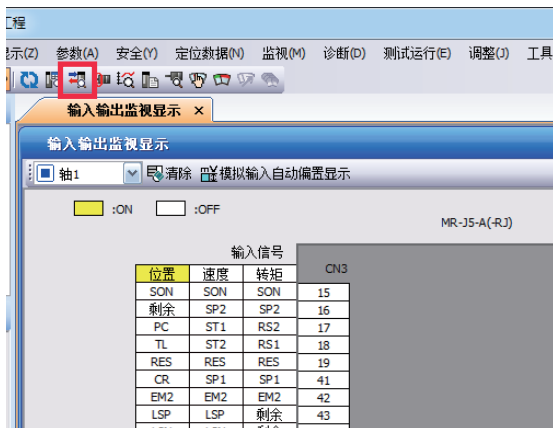 工程
显示(Z) 参数(A) 安全(Y) 定位数据(N) 监视(M) 诊断(D) 测试运行(E) 调整(J) 工具
输入输出监视显示 ×
输入输出监视显示
轴1 清除 模拟输入自动偏置显示
:ON :OFF
MR-J5-A(-RJ)
输入信号
位置 速度 转矩 CN3
SON SON SON 15
剩余 SP2 SP2 16
PC ST1 RS2 17
TL ST2 RS1 18
RES RES RES 19
CR SP1 SP1 41
EM2 EM2 EM2 42
LSP LSP 剩余 43